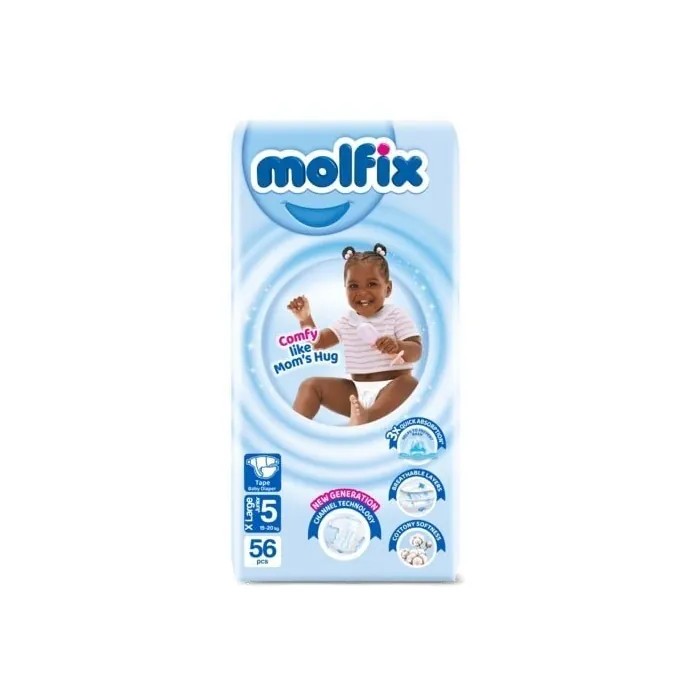 molfix
Comfy
like
Mom's Hug
3X QUICK ABSORPTION*
BREATHABLE LAYERS
COTTONY SOFTNESS
NEW GENERATION
CHANNEL TECHNOLOGY
Tape
Baby Diaper
X Large
Junior
5
15-20 kg
56
pcs